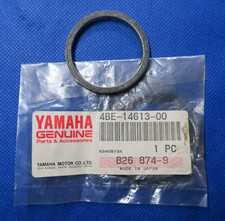 YAMAHA
GENUINE
Parts & Accessories
4BE-14613-00
1 PC
YAMAHA MOTOR CO., LTD.
826 874-9
MADE IN JAPAN